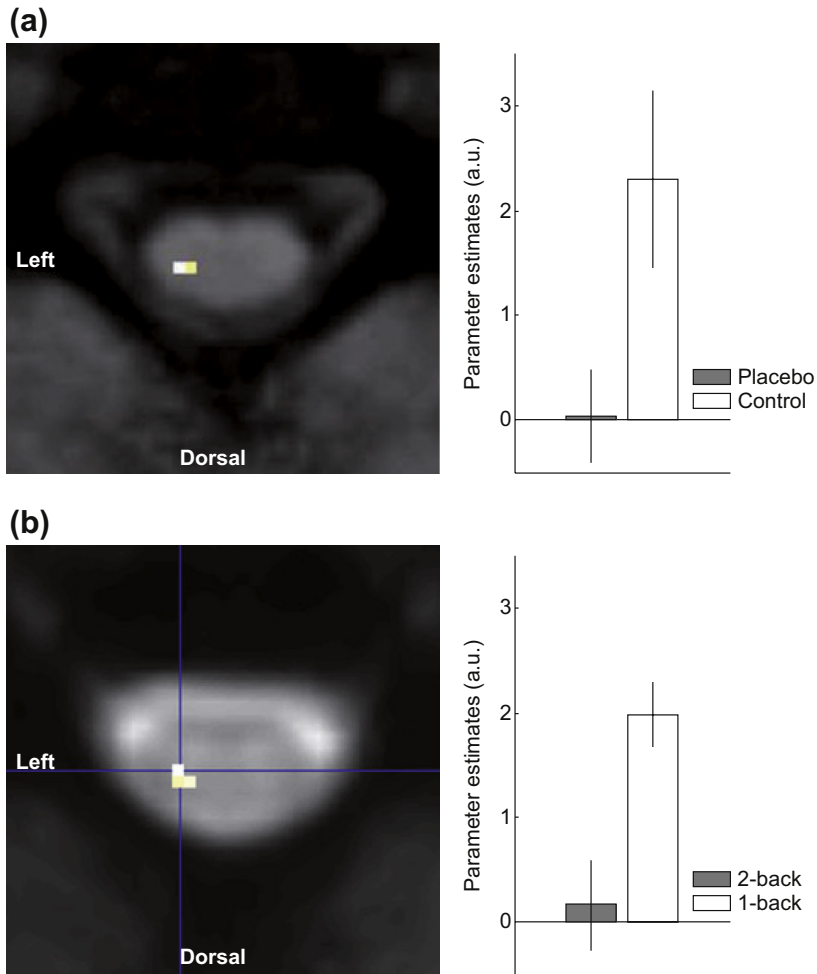 (a)
Left
Dorsal
Parameter estimates (a.u.)
3
2
1
0
Placebo
Control
(b)
Left
Dorsal
Parameter estimates (a.u.)
3
2
1
0
2-back
1-back